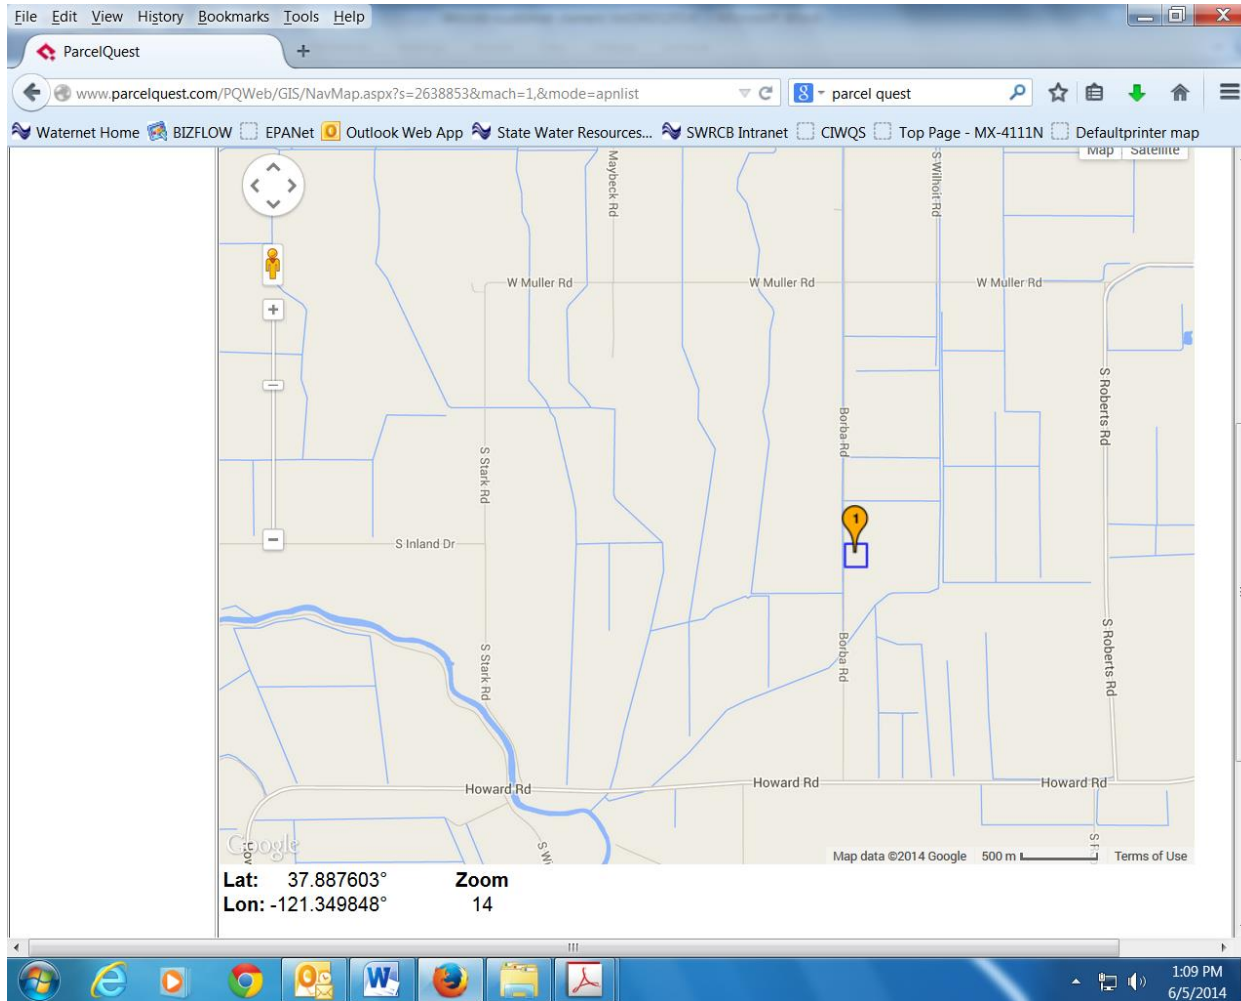 File Edit View History Bookmarks Tools Help
ParcelQuest
www.parcelquest.com/PQWeb/GIS/NavMap.aspx?s=2638853&mach=1,&mode=apnlist
parcel quest
Waternet Home BIZFLOW EPANet Outlook Web App State Water Resources... SWRCB Intranet CIWQS Top Page - MX-4111N Defaultprinter map
Map Satellite
Maybeck Rd
S Wilhoit Rd
W Muller Rd W Muller Rd W Muller Rd
S Roberts Rd
Borba Rd
S Stark Rd
1
S Inland Dr
S Roberts Rd
Borba Rd
S Stark Rd
Howard Rd Howard Rd Howard Rd
Google
Map data ©2014 Google 500 m Terms of Use
Lat: 37.887603° Zoom
Lon: -121.349848° 14
1:09 PM
6/5/2014